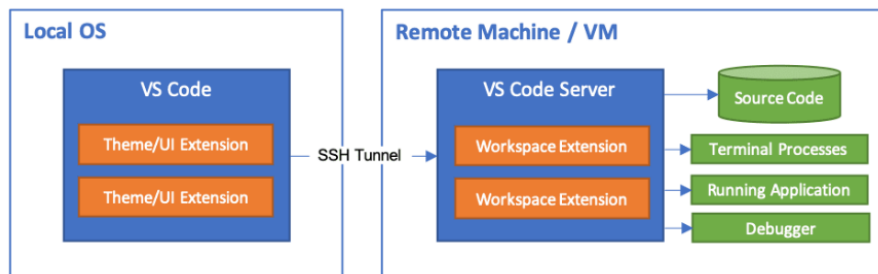 Local OS
VS Code
Theme/UI Extension
Theme/UI Extension
SSH Tunnel
Remote Machine / VM
VS Code Server
Workspace Extension
Workspace Extension
Source Code
Terminal Processes
Running Application
Debugger